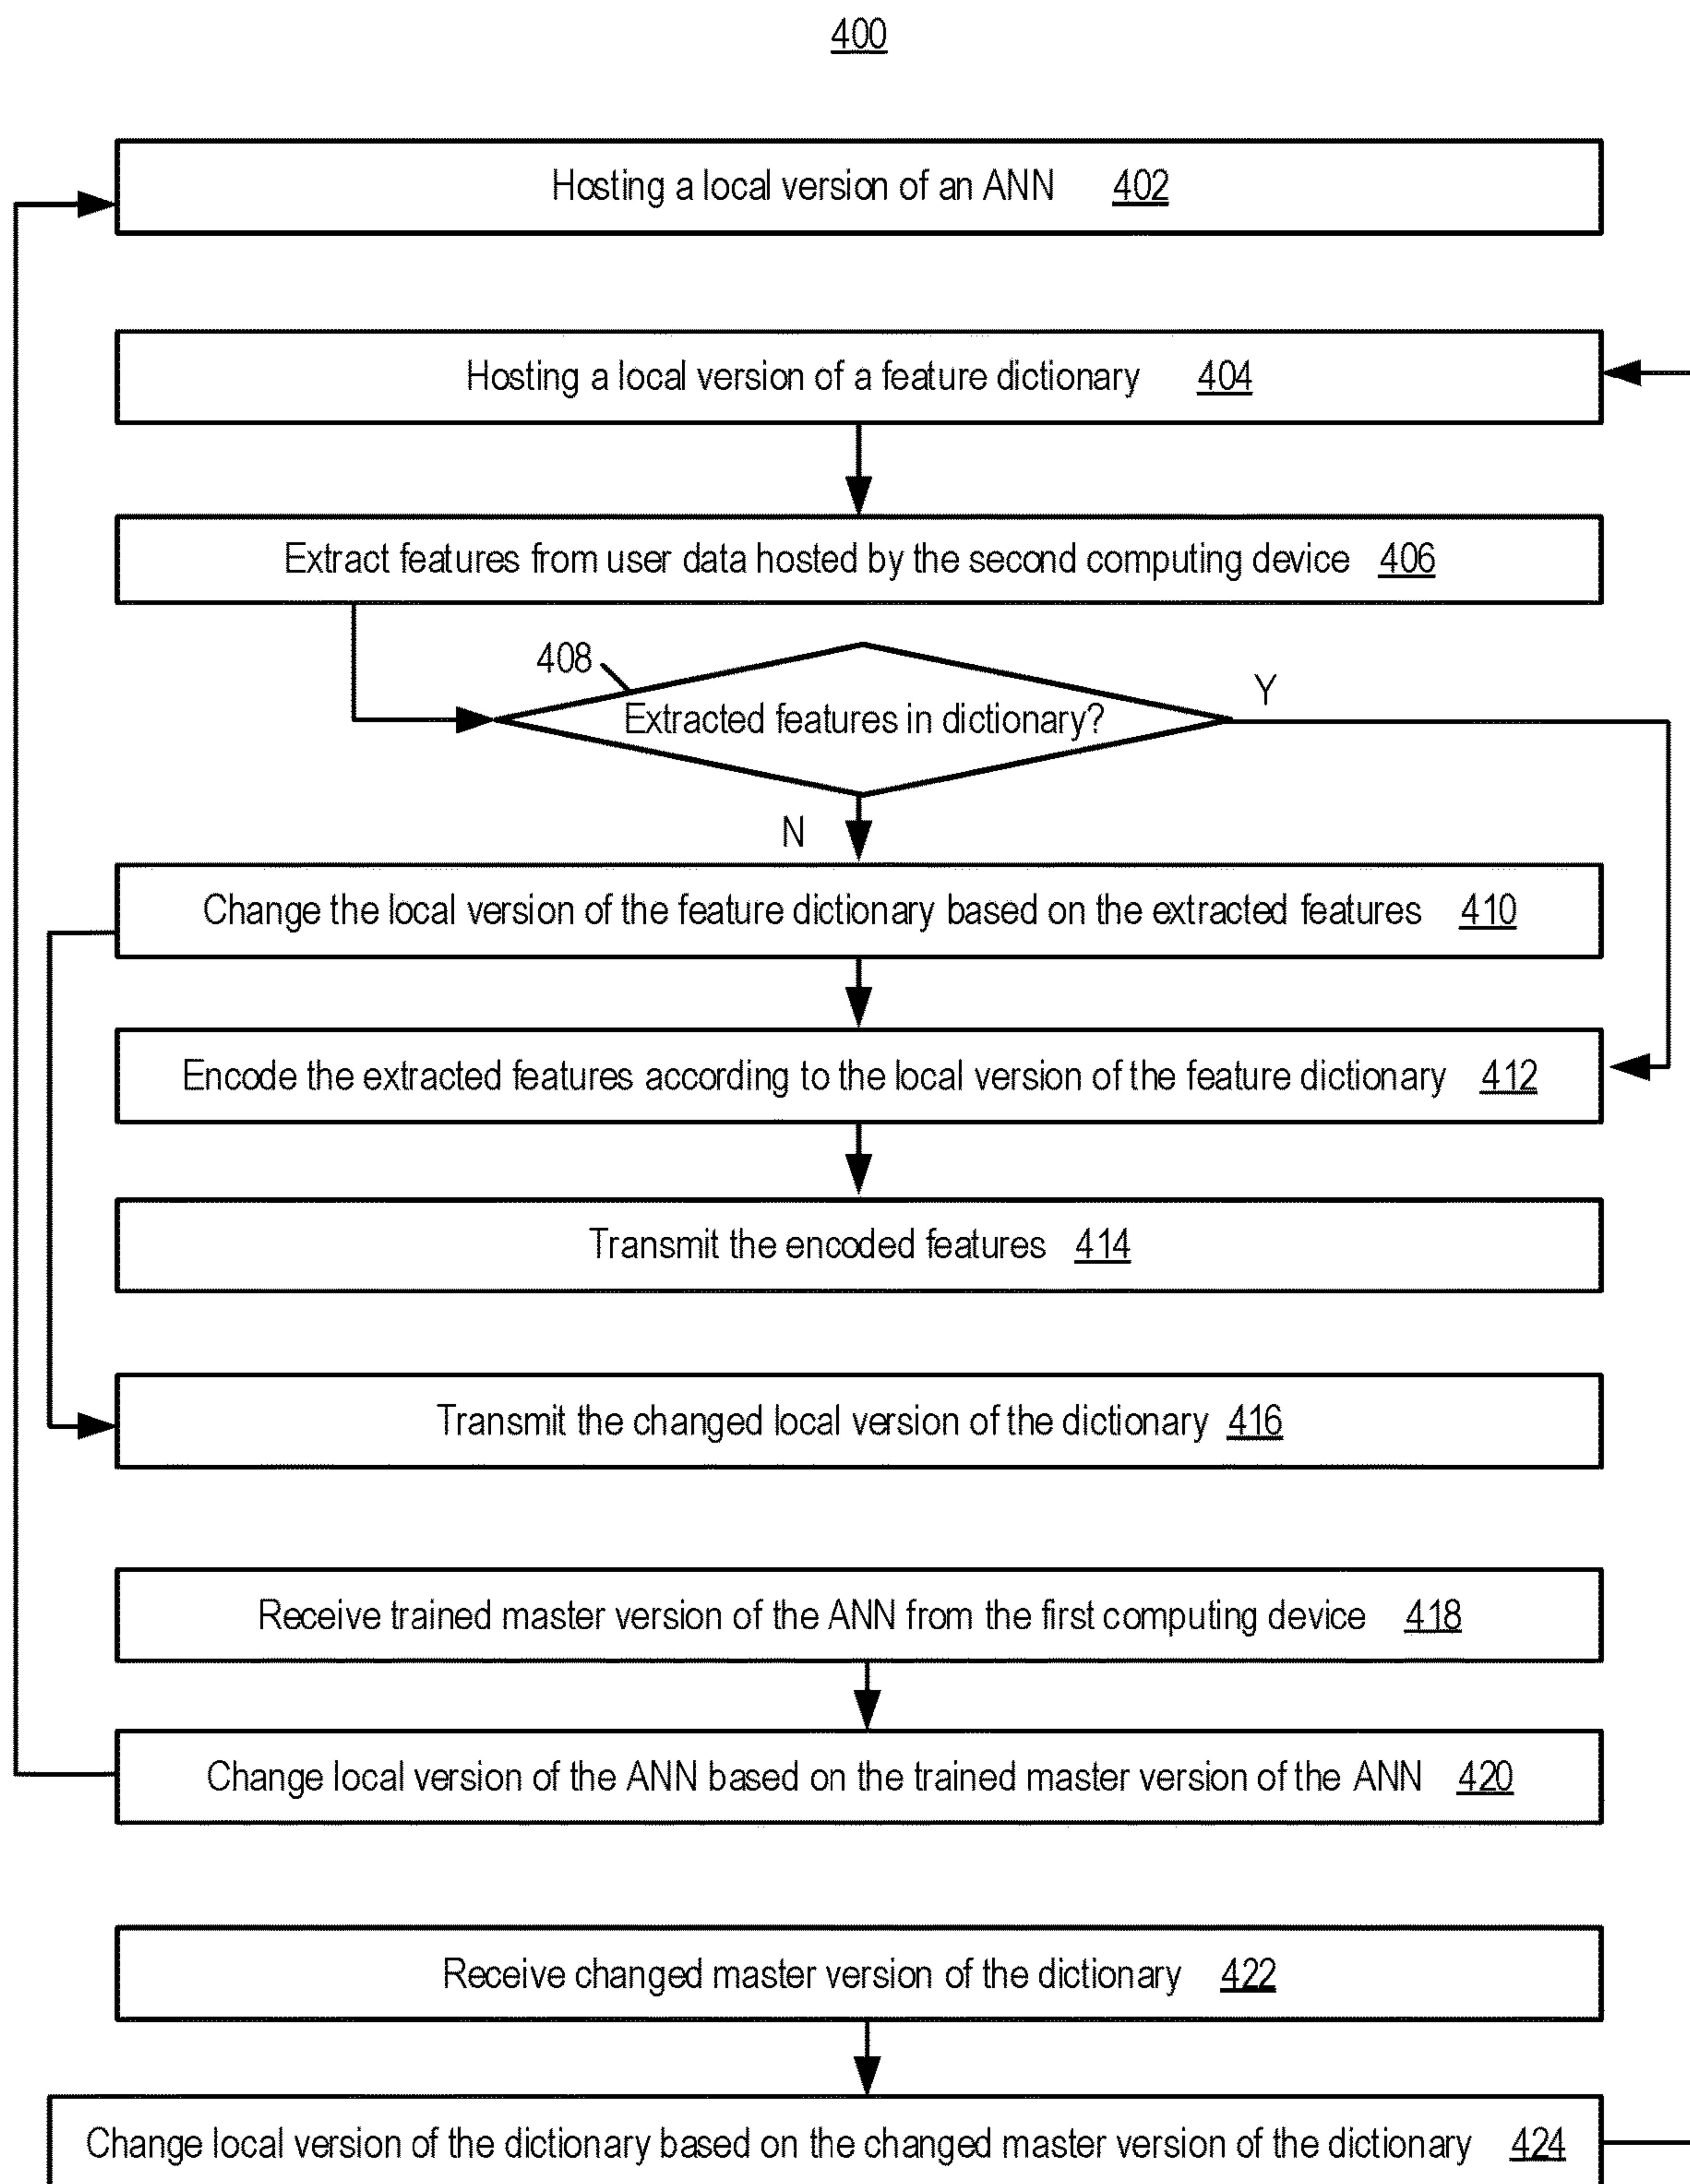 400
Hosting a local version of an ANN 402
Hosting a local version of a feature dictionary 404
Extract features from user data hosted by the second computing device 406
408
Y
Extracted features in dictionary?
N
Change the local version of the feature dictionary based on the extracted features 410
Encode the extracted features according to the local version of the feature dictionary 412
Transmit the encoded features 414
Transmit the changed local version of the dictionary 416
Receive trained master version of the ANN from the first computing device 418
Change local version of the ANN based on the trained master version of the ANN 420
Receive changed master version of the dictionary 422
Change local version of the dictionary based on the changed master version of the dictionary 424